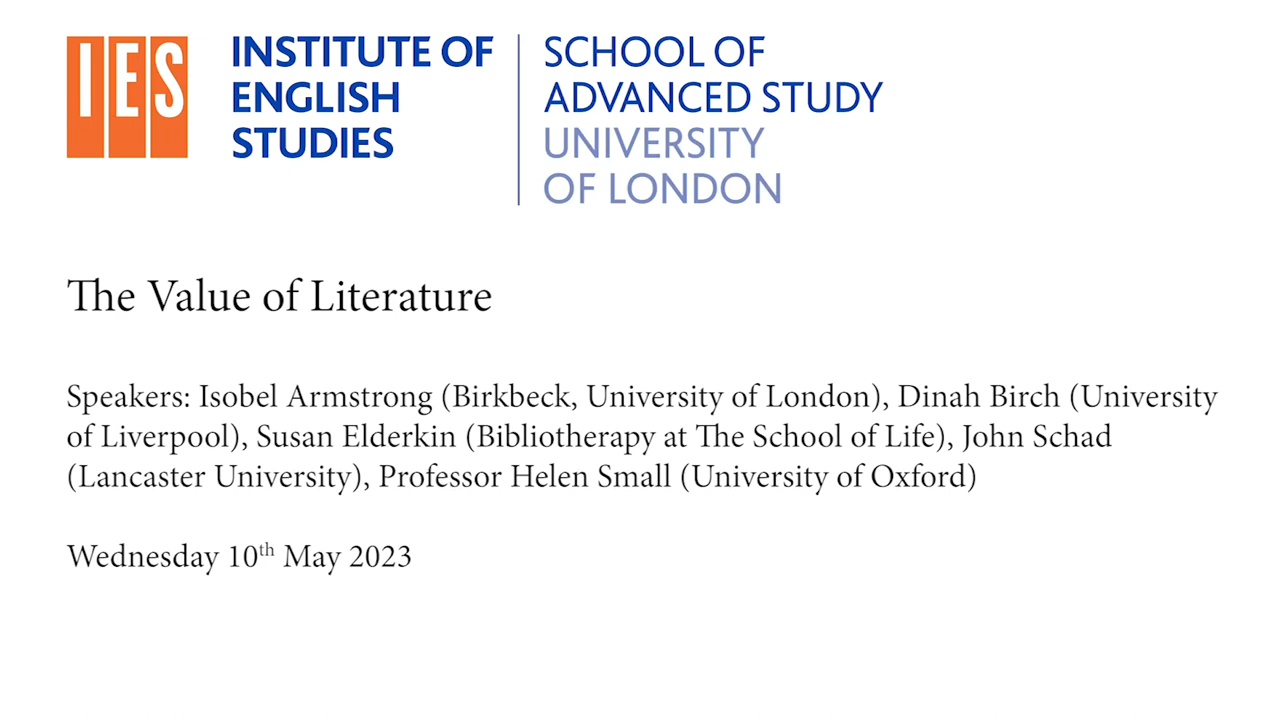 IES
INSTITUTE OF
ENGLISH
STUDIES
SCHOOL OF
ADVANCED STUDY
UNIVERSITY
OF LONDON
The Value of Literature
Speakers: Isobel Armstrong (Birkbeck, University of London), Dinah Birch (University
of Liverpool), Susan Elderkin (Bibliotherapy at The School of Life), John Schad
(Lancaster University), Professor Helen Small (University of Oxford)
Wednesday 10th May 2023